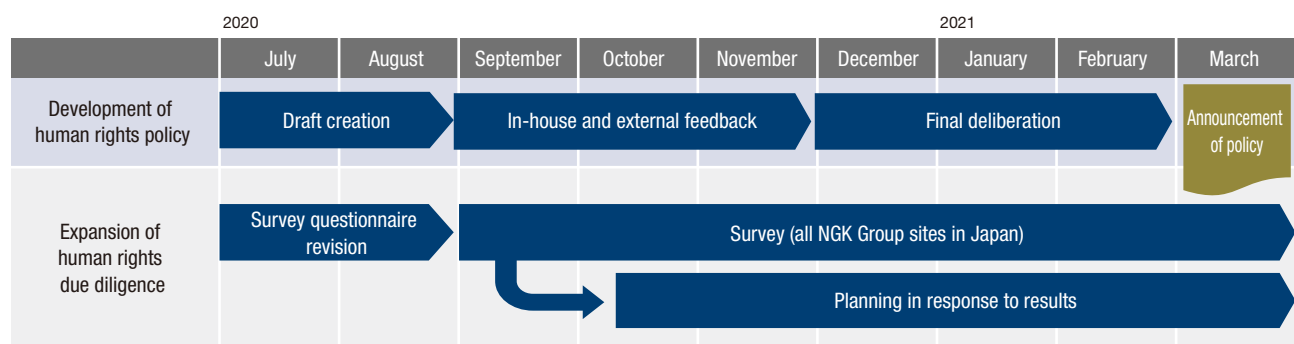 2020
2021
July
August
September
October
November
December
January
February
March
Development of
human rights policy
Draft creation
In-house and external feedback
Final deliberation
Announcement
of policy
Expansion of
human rights
due diligence
Survey questionnaire
revision
Survey (all NGK Group sites in Japan)
Planning in response to results